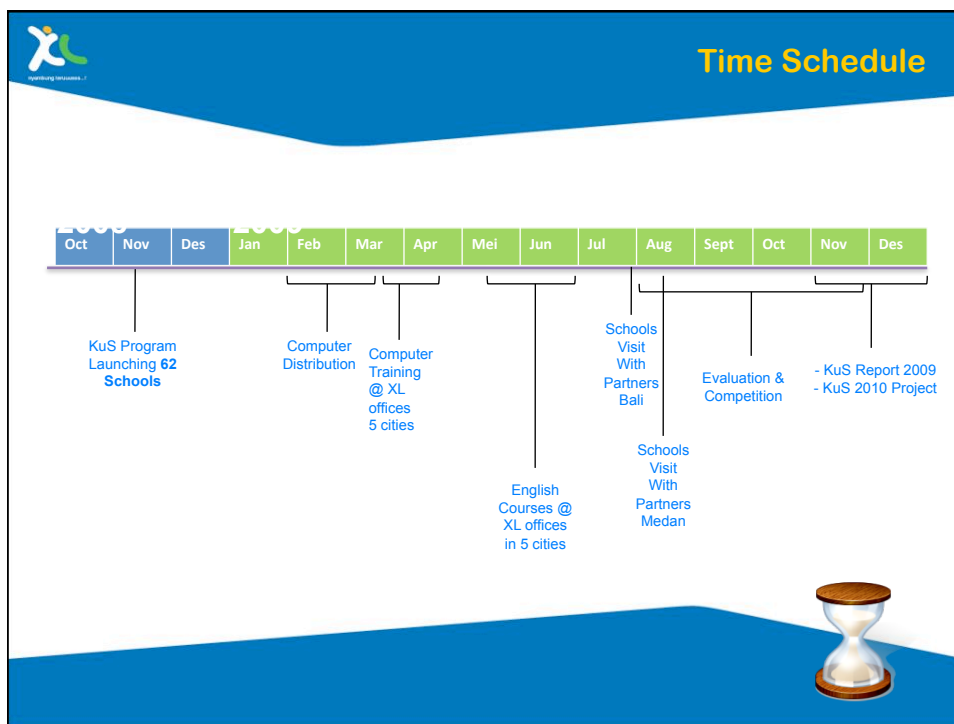 Time Schedule
Oct Nov Des Jan Feb Mar Apr Mei Jun Jul Aug Sept Oct Nov Des
KuS Program
Launching 62
Schools
Computer
Distribution
Computer
Training
@ XL
offices
5 cities
English
Courses @
XL offices
in 5 cities
Schools
Visit
With
Partners
Bali
Schools
Visit
With
Partners
Medan
Evaluation &
Competition
- KuS Report 2009
- KuS 2010 Project